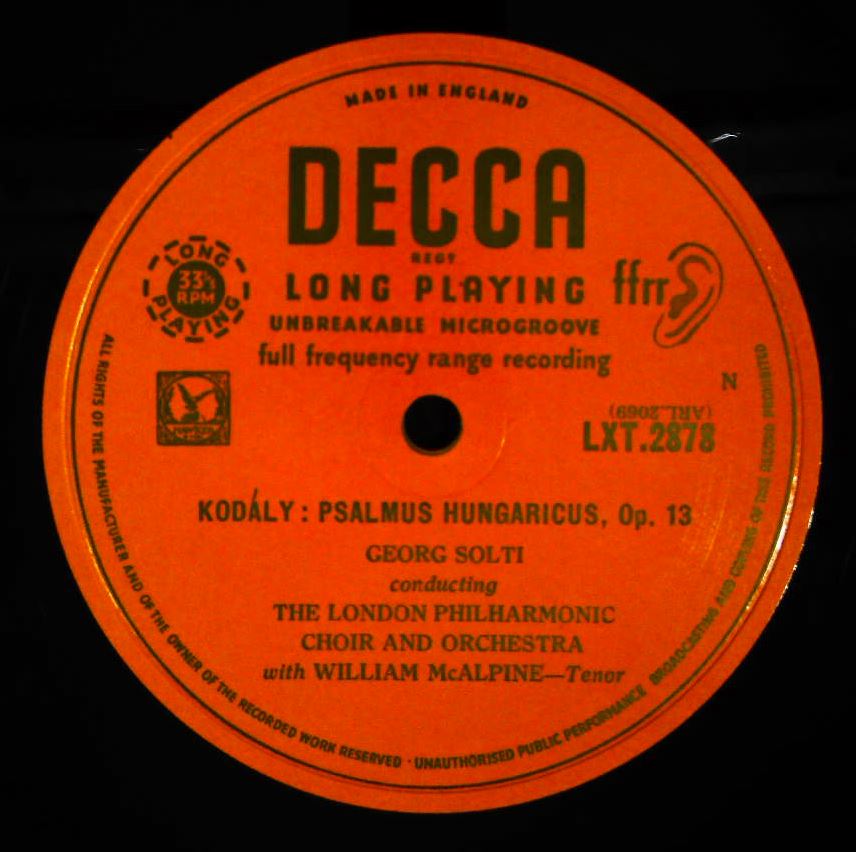 MADE IN ENGLAND
DECCA
REGD
LONG PLAYING
33⅓
RPM
LONG PLAYING
ffrr
UNBREAKABLE MICROGROOVE
full frequency range recording
N
(ARL.2069)
LXT.2878
KODÁLY : PSALMUS HUNGARICUS, Op. 13
GEORG SOLTI
conducting
THE LONDON PHILHARMONIC
CHOIR AND ORCHESTRA
with WILLIAM McALPINE—Tenor
ALL RIGHTS OF THE MANUFACTURER AND OF THE OWNER OF THE RECORDED WORK RESERVED · UNAUTHORISED PUBLIC PERFORMANCE BROADCASTING AND COPYING OF THIS RECORD PROHIBITED